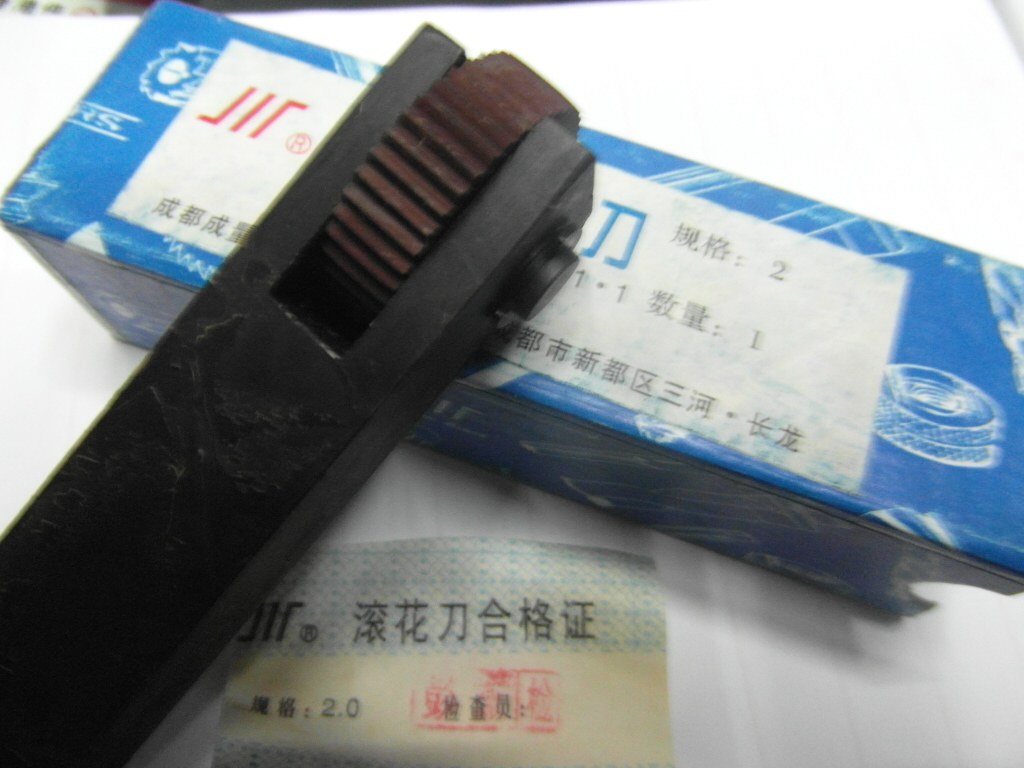 川 ®
成都成量
刀 规格：2
1·1 数量：1
都市新都区三河·长龙
川 ® 滚花刀合格证
规格：2.0 检查员：